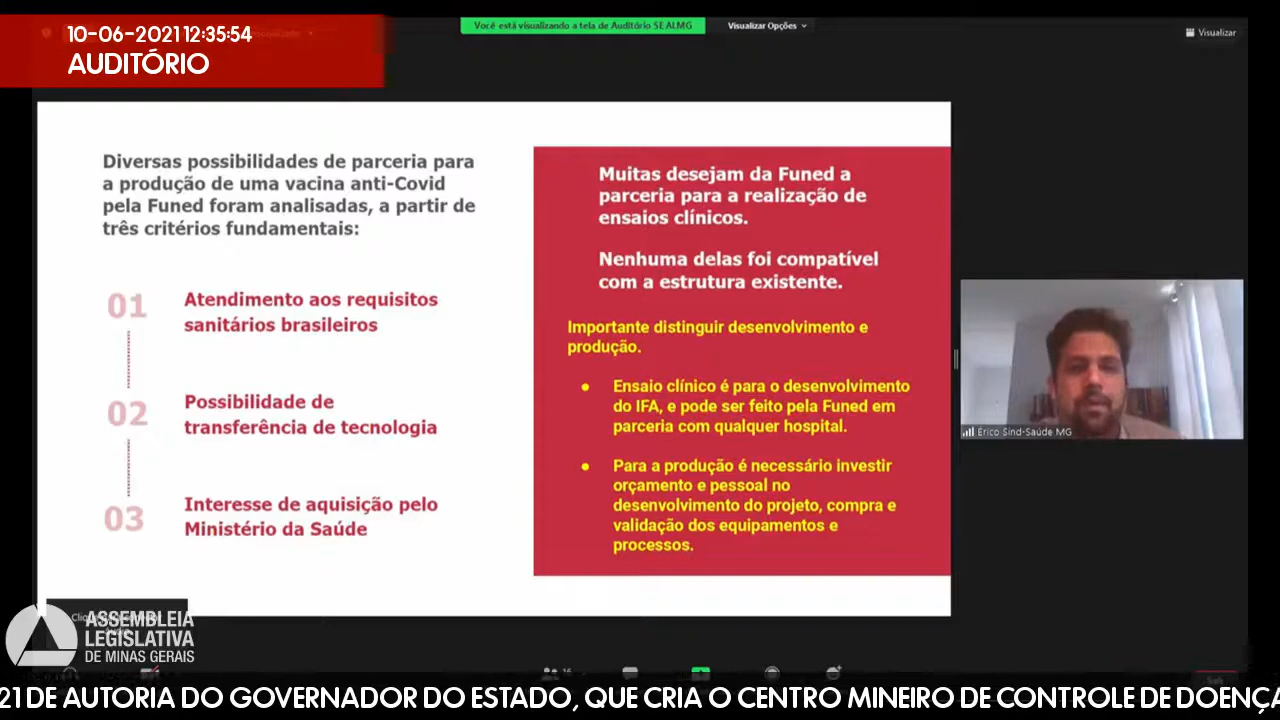 10-06-2021 12:35:54
AUDITÓRIO
Você está visualizando a tela de Auditório SE ALMG
Visualizar Opções
Visualizar
Diversas possibilidades de parceria para
a produção de uma vacina anti-Covid
pela Funed foram analisadas, a partir de
três critérios fundamentais:
01
Atendimento aos requisitos
sanitários brasileiros
02
Possibilidade de
transferência de tecnologia
03
Interesse de aquisição pelo
Ministério da Saúde
Muitas desejam da Funed a
parceria para a realização de
ensaios clínicos.
Nenhuma delas foi compatível
com a estrutura existente.
Importante distinguir desenvolvimento e
produção.
● Ensaio clínico é para o desenvolvimento
do IFA, e pode ser feito pela Funed em
parceria com qualquer hospital.
● Para a produção é necessário investir
orçamento e pessoal no
desenvolvimento do projeto, compra e
validação dos equipamentos e
processos.
Erico Sind-Saúde MG
ASSEMBLEIA
LEGISLATIVA
DE MINAS GERAIS
16
21 DE AUTORIA DO GOVERNADOR DO ESTADO, QUE CRIA O CENTRO MINEIRO DE CONTROLE DE DOENÇA